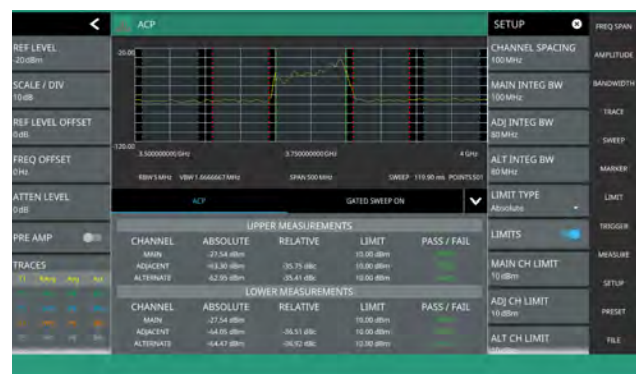 ACP
REF LEVEL
-20 dBm
SCALE / DIV
10 dB
REF LEVEL OFFSET
0 dB
FREQ OFFSET
0 Hz
ATTEN LEVEL
0 dB
PRE AMP
TRACES
-20.00
-120.00
3.500000000 GHz
3.750000000 GHz
4 GHz
RBW 5 MHz VBW 1.6666667 MHz SPAN 500 MHz SWEEP 119.90 ms POINTS 501
ACP GATED SWEEP ON
UPPER MEASUREMENTS
CHANNEL ABSOLUTE RELATIVE LIMIT PASS / FAIL
MAIN -27.54 dBm 10.00 dBm
ADJACENT -63.30 dBm -35.75 dBc 10.00 dBm
ALTERNATE -62.95 dBm -35.41 dBc 10.00 dBm
LOWER MEASUREMENTS
CHANNEL ABSOLUTE RELATIVE LIMIT PASS / FAIL
MAIN -27.54 dBm 10.00 dBm
ADJACENT -64.05 dBm -36.51 dBc 10.00 dBm
ALTERNATE -64.47 dBm -36.92 dBc 10.00 dBm
SETUP
CHANNEL SPACING
100 MHz
MAIN INTEG BW
100 MHz
ADJ INTEG BW
80 MHz
ALT INTEG BW
80 MHz
LIMIT TYPE
Absolute
LIMITS
MAIN CH LIMIT
10 dBm
ADJ CH LIMIT
10 dBm
ALT CH LIMIT
FREQ SPAN
AMPLITUDE
BANDWIDTH
TRACE
SWEEP
MARKER
LIMIT
TRIGGER
MEASURE
SETUP
PRESET
FILE